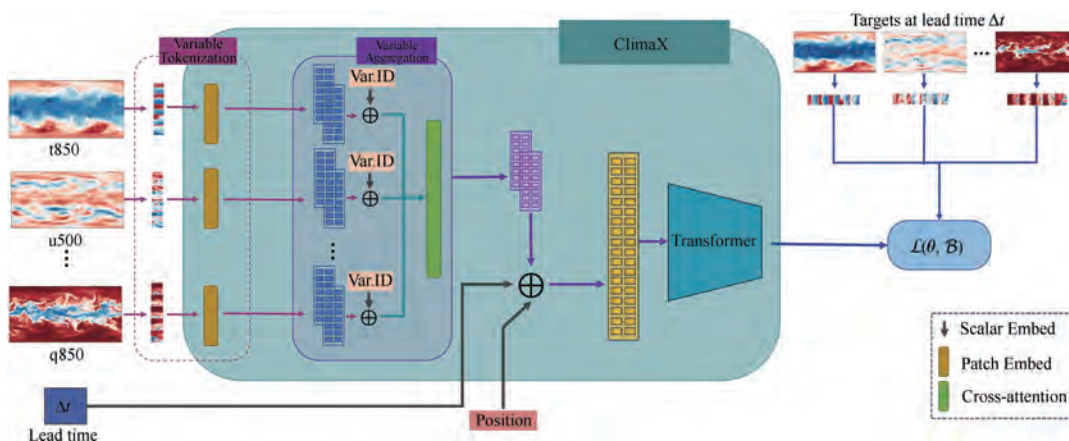 Variable
Tokenization
Variable
Aggregation
ClimaX
Targets at lead time Δt
...
Var.ID
t850
Var.ID
u500
⋮
⋮
Var.ID
q850
Transformer
ℒ(θ, ℬ)
Δt
Lead time
Position
Scalar Embed
Patch Embed
Cross-attention